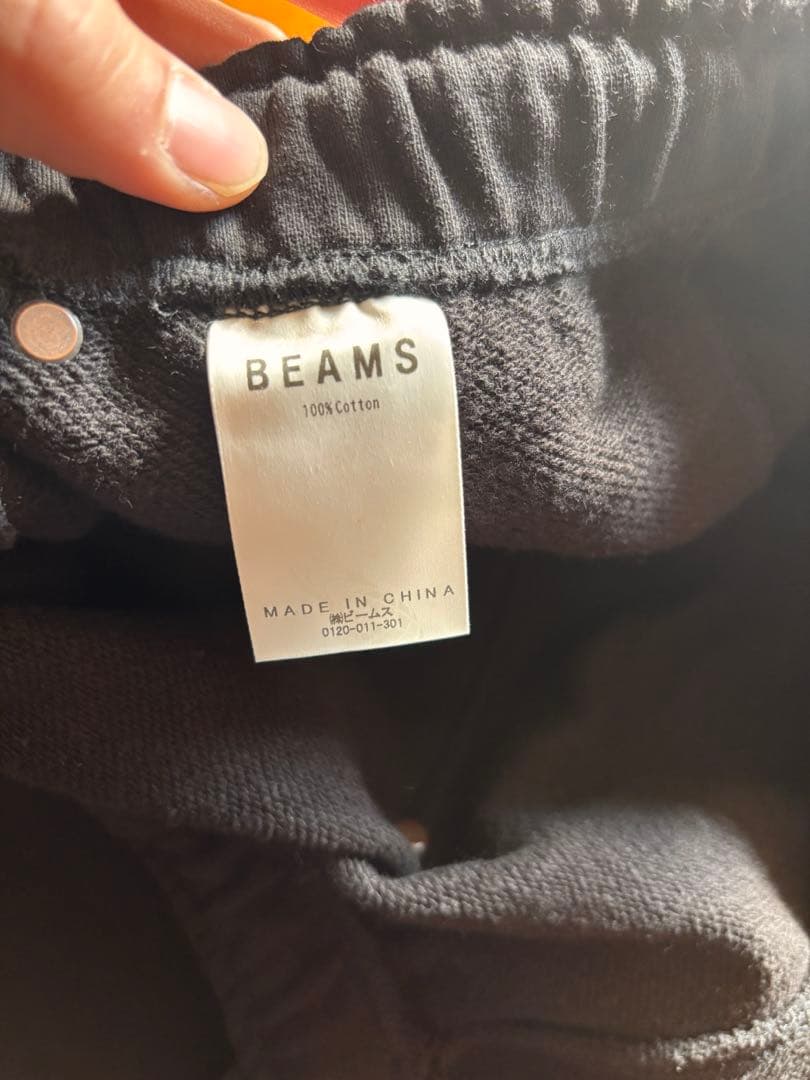 BEAMS
100%Cotton
MADE IN CHINA
㈱ビームス
0120-011-301